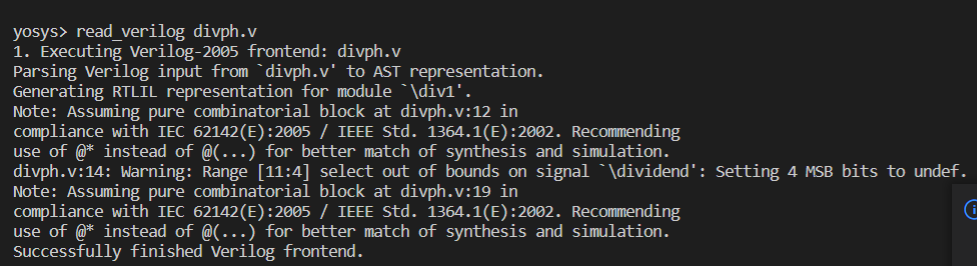 yosys> read_verilog divph.v
1. Executing Verilog-2005 frontend: divph.v
Parsing Verilog input from `divph.v' to AST representation.
Generating RTLIL representation for module `\div1'.
Note: Assuming pure combinatorial block at divph.v:12 in
compliance with IEC 62142(E):2005 / IEEE Std. 1364.1(E):2002. Recommending
use of @* instead of @(...) for better match of synthesis and simulation.
divph.v:14: Warning: Range [11:4] select out of bounds on signal `\dividend': Setting 4 MSB bits to undef.
Note: Assuming pure combinatorial block at divph.v:19 in
compliance with IEC 62142(E):2005 / IEEE Std. 1364.1(E):2002. Recommending
use of @* instead of @(...) for better match of synthesis and simulation.
Successfully finished Verilog frontend.